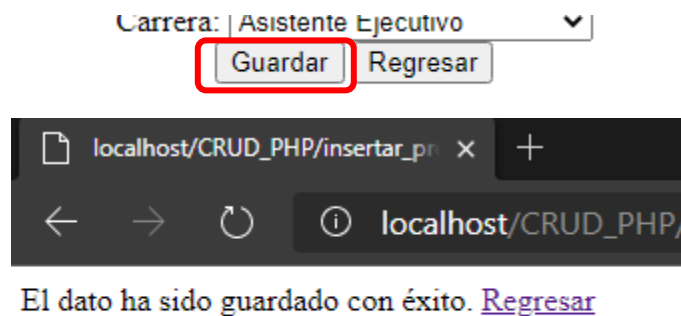 Carrera: Asistente Ejecutivo
Guardar Regresar
localhost/CRUD_PHP/insertar_pr
localhost/CRUD_PHP/
El dato ha sido guardado con éxito. Regresar